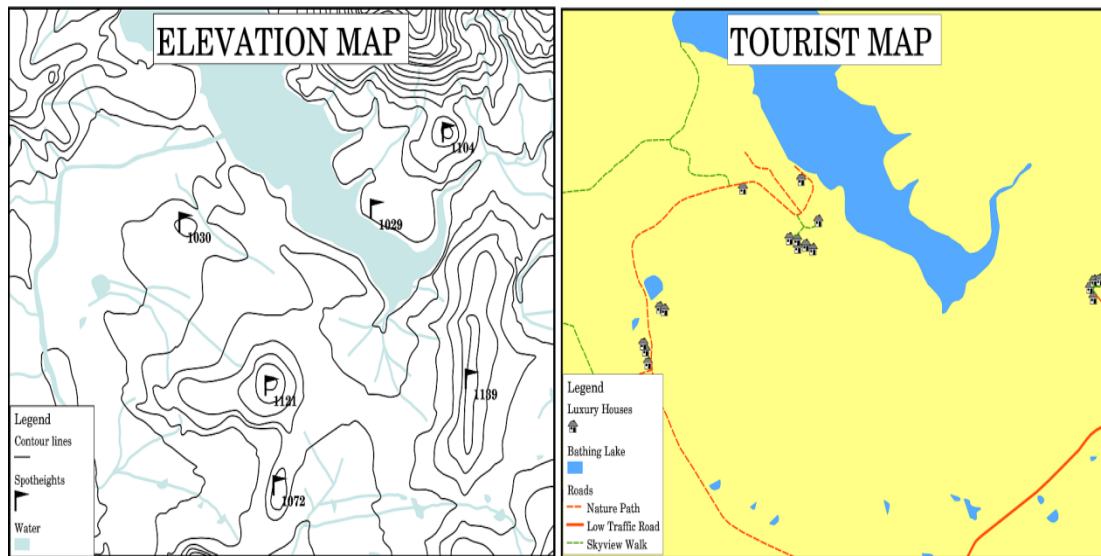 ELEVATION MAP
1104
1029
1030
1139
1121
1072
Legend
Contour lines
Spotheights
Water
TOURIST MAP
Legend
Luxury Houses
Bathing Lake
Roads
Nature Path
Low Traffic Road
Skyview Walk